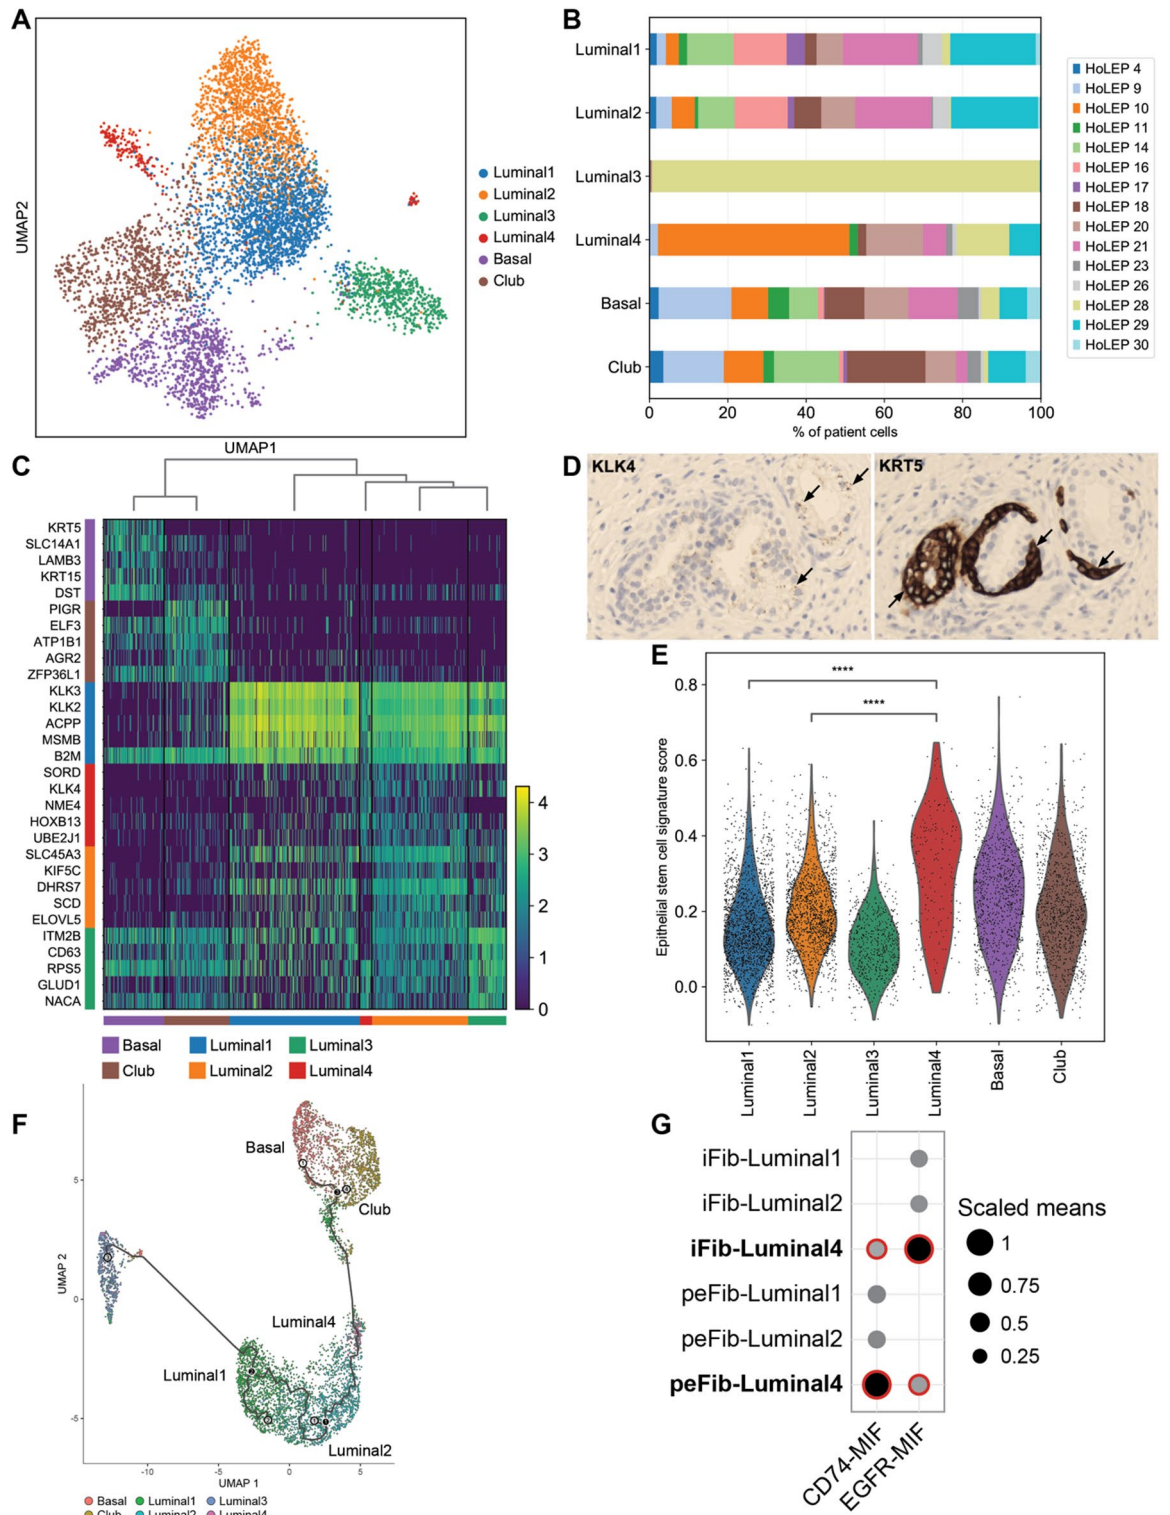 A
UMAP2
UMAP1
Luminal1
Luminal2
Luminal3
Luminal4
Basal
Club
B
Luminal1
Luminal2
Luminal3
Luminal4
Basal
Club
0 20 40 60 80 100
% of patient cells
HoLEP 4
HoLEP 9
HoLEP 10
HoLEP 11
HoLEP 14
HoLEP 16
HoLEP 17
HoLEP 18
HoLEP 20
HoLEP 21
HoLEP 23
HoLEP 26
HoLEP 28
HoLEP 29
HoLEP 30
C
KRT5
SLC14A1
LAMB3
KRT15
DST
PIGR
ELF3
ATP1B1
AGR2
ZFP36L1
KLK3
KLK2
ACPP
MSMB
B2M
SORD
KLK4
NME4
HOXB13
UBE2J1
SLC45A3
KIF5C
DHRS7
SCD
ELOVL5
ITM2B
CD63
RPS5
GLUD1
NACA
4
3
2
1
0
Basal Luminal1 Luminal3
Club Luminal2 Luminal4
D
KLK4
KRT5
E
Epithelial stem cell signature score
0.8
0.6
0.4
0.2
0.0
****
****
Luminal1
Luminal2
Luminal3
Luminal4
Basal
Club
F
Basal
Club
Luminal4
Luminal1
Luminal2
UMAP 2
5
0
-5
-10 -5 0 5
UMAP 1
Basal Luminal1 Luminal3
Club Luminal2 Luminal4
G
iFib-Luminal1
iFib-Luminal2
iFib-Luminal4
peFib-Luminal1
peFib-Luminal2
peFib-Luminal4
CD74-MIF
EGFR-MIF
Scaled means
1
0.75
0.5
0.25